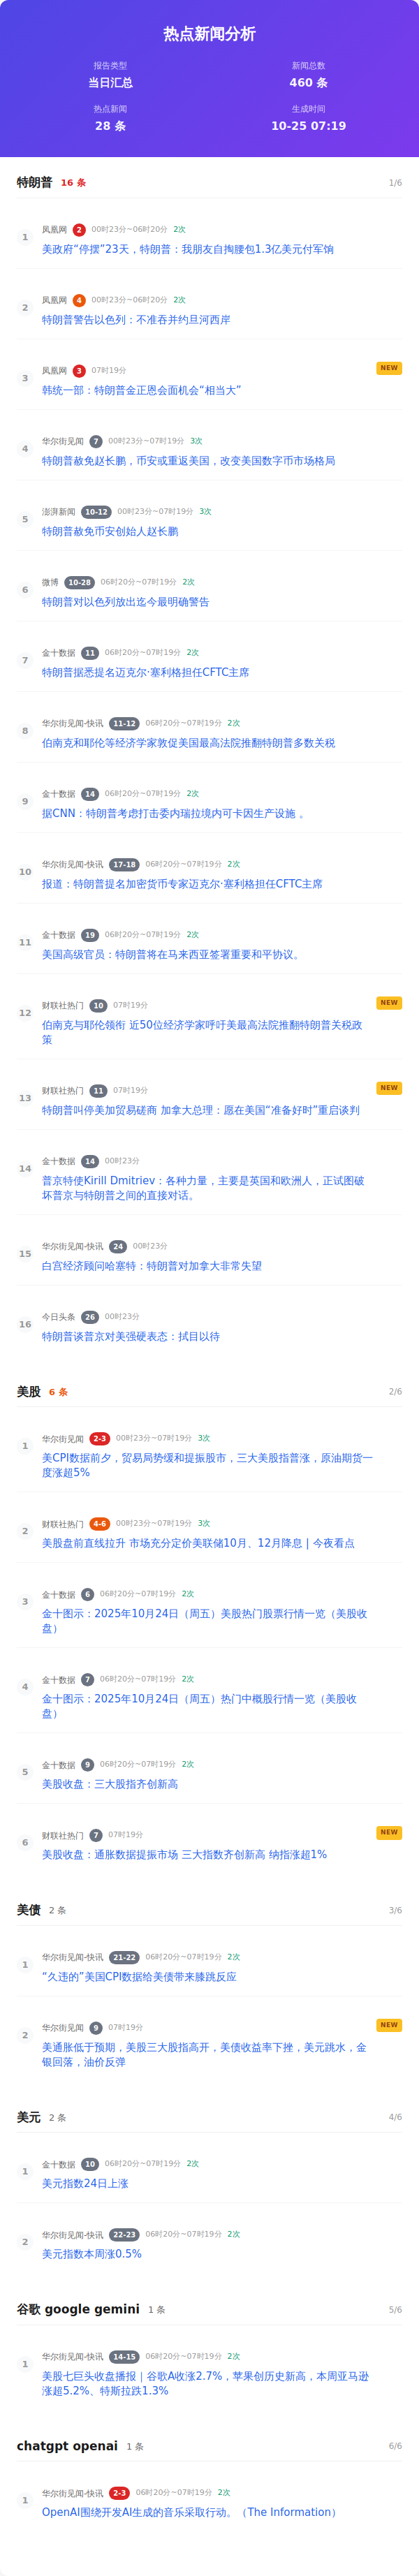 热点新闻分析
报告类型
当日汇总
新闻总数
460 条
热点新闻
28 条
生成时间
10-25 07:19
特朗普 16 条 1/6
1
凤凰网 2 00时23分~06时20分 2次
美政府“停摆”23天，特朗普：我朋友自掏腰包1.3亿美元付军饷
2
凤凰网 4 00时23分~06时20分 2次
特朗普警告以色列：不准吞并约旦河西岸
3
凤凰网 3 07时19分 NEW
韩统一部：特朗普金正恩会面机会“相当大”
4
华尔街见闻 7 00时23分~07时19分 3次
特朗普赦免赵长鹏，币安或重返美国，改变美国数字币市场格局
5
澎湃新闻 10-12 00时23分~07时19分 3次
特朗普赦免币安创始人赵长鹏
6
微博 10-28 06时20分~07时19分 2次
特朗普对以色列放出迄今最明确警告
7
金十数据 11 06时20分~07时19分 2次
特朗普据悉提名迈克尔·塞利格担任CFTC主席
8
华尔街见闻-快讯 11-12 06时20分~07时19分 2次
伯南克和耶伦等经济学家敦促美国最高法院推翻特朗普多数关税
9
金十数据 14 06时20分~07时19分 2次
据CNN：特朗普考虑打击委内瑞拉境内可卡因生产设施 。
10
华尔街见闻-快讯 17-18 06时20分~07时19分 2次
报道：特朗普提名加密货币专家迈克尔·塞利格担任CFTC主席
11
金十数据 19 06时20分~07时19分 2次
美国高级官员：特朗普将在马来西亚签署重要和平协议。
12
财联社热门 10 07时19分 NEW
伯南克与耶伦领衔 近50位经济学家呼吁美最高法院推翻特朗普关税政
策
13
财联社热门 11 07时19分 NEW
特朗普叫停美加贸易磋商 加拿大总理：愿在美国“准备好时”重启谈判
14
金十数据 14 00时23分
普京特使Kirill Dmitriev：各种力量，主要是英国和欧洲人，正试图破
坏普京与特朗普之间的直接对话。
15
华尔街见闻-快讯 24 00时23分
白宫经济顾问哈塞特：特朗普对加拿大非常失望
16
今日头条 26 00时23分
特朗普谈普京对美强硬表态：拭目以待
美股 6 条 2/6
1
华尔街见闻 2-3 00时23分~07时19分 3次
美CPI数据前夕，贸易局势缓和提振股市，三大美股指普涨，原油期货一
度涨超5%
2
财联社热门 4-6 00时23分~07时19分 3次
美股盘前直线拉升 市场充分定价美联储10月、12月降息 | 今夜看点
3
金十数据 6 06时20分~07时19分 2次
金十图示：2025年10月24日（周五）美股热门股票行情一览（美股收
盘）
4
金十数据 7 06时20分~07时19分 2次
金十图示：2025年10月24日（周五）热门中概股行情一览（美股收
盘）
5
金十数据 9 06时20分~07时19分 2次
美股收盘：三大股指齐创新高
6
财联社热门 7 07时19分 NEW
美股收盘：通胀数据提振市场 三大指数齐创新高 纳指涨超1%
美债 2 条 3/6
1
华尔街见闻-快讯 21-22 06时20分~07时19分 2次
“久违的”美国CPI数据给美债带来膝跳反应
2
华尔街见闻 9 07时19分 NEW
美通胀低于预期，美股三大股指高开，美债收益率下挫，美元跳水，金
银回落，油价反弹
美元 2 条 4/6
1
金十数据 10 06时20分~07时19分 2次
美元指数24日上涨
2
华尔街见闻-快讯 22-23 06时20分~07时19分 2次
美元指数本周涨0.5%
谷歌 google gemini 1 条 5/6
1
华尔街见闻-快讯 14-15 06时20分~07时19分 2次
美股七巨头收盘播报｜谷歌A收涨2.7%，苹果创历史新高，本周亚马逊
涨超5.2%、特斯拉跌1.3%
chatgpt openai 1 条 6/6
1
华尔街见闻-快讯 2-3 06时20分~07时19分 2次
OpenAI围绕开发AI生成的音乐采取行动。（The Information）